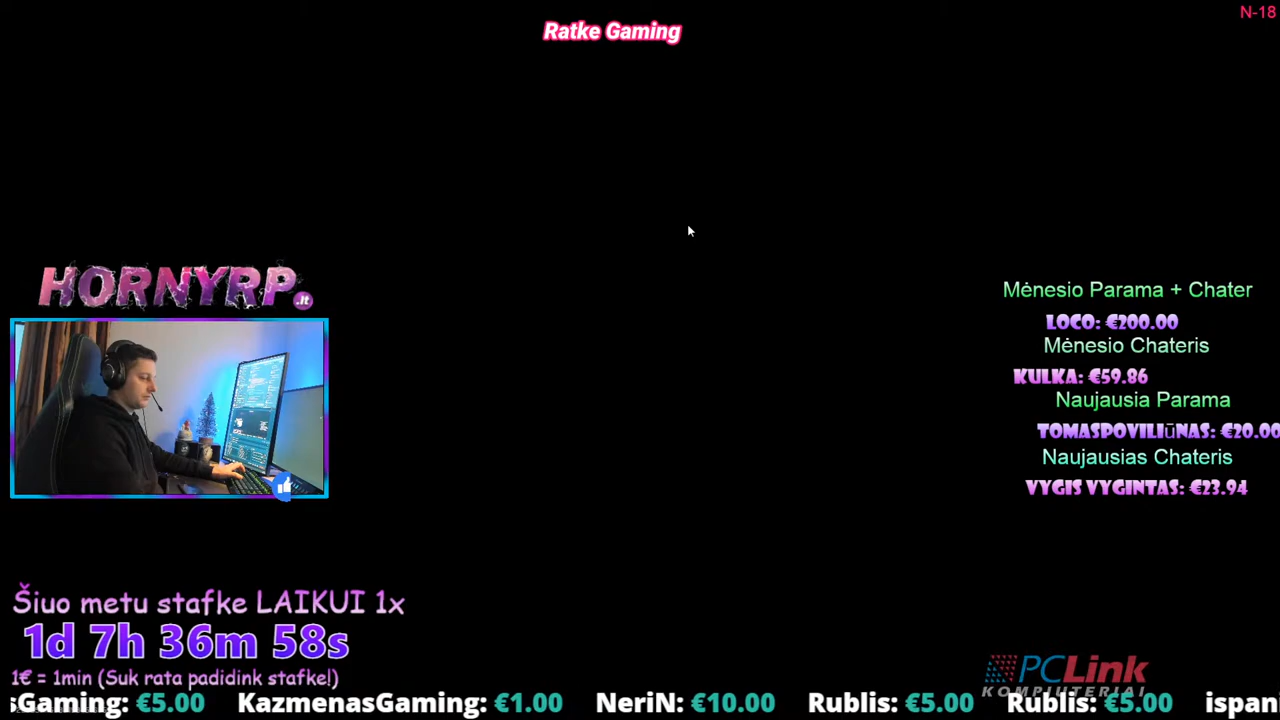 Ratke Gaming
N-18
HORNYRP.lt
Mėnesio Parama + Chater
LOCO: €200.00
Mėnesio Chateris
KULKA: €59.86
Naujausia Parama
TOMASPOVILIŪNAS: €20.00
Naujausias Chateris
VYGIS VYGINTAS: €23.94
Šiuo metu stafke LAIKUI 1x
1d 7h 36m 58s
1€ = 1min (Suk rata padidink stafke!)
PCLink
KOMPIUTERIAI
sGaming: €5.00 KazmenasGaming: €1.00 NeriN: €10.00 Rublis: €5.00 Rublis: €5.00 ispan